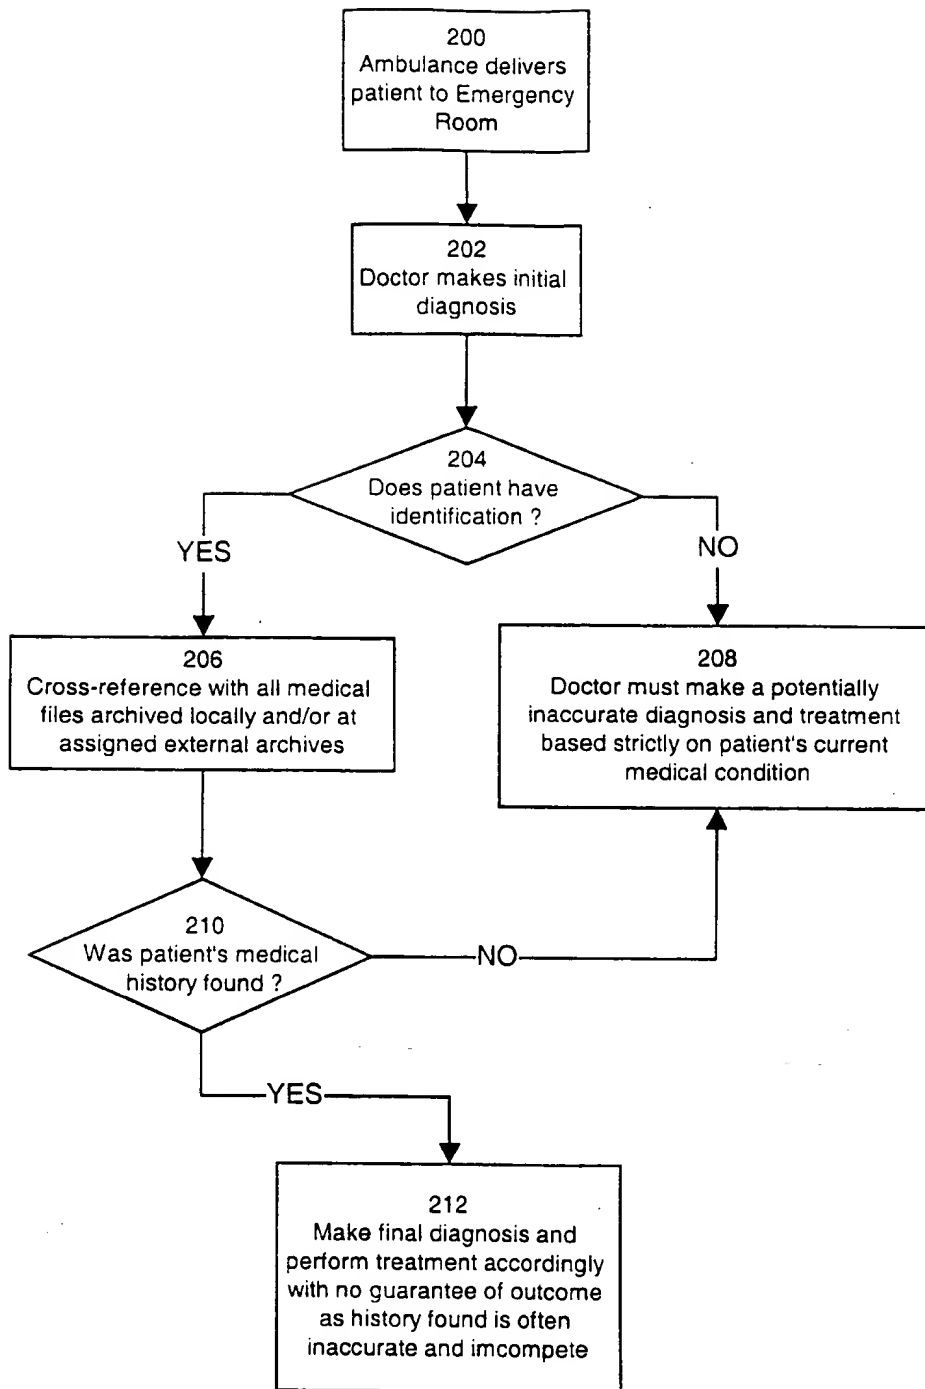 200
Ambulance delivers
patient to Emergency
Room
202
Doctor makes initial
diagnosis
204
Does patient have
identification ?
YES
NO
206
Cross-reference with all medical
files archived locally and/or at
assigned external archives
208
Doctor must make a potentially
inaccurate diagnosis and treatment
based strictly on patient's current
medical condition
210
Was patient's medical
history found ?
NO
YES
212
Make final diagnosis and
perform treatment accordingly
with no guarantee of outcome
as history found is often
inaccurate and imcompete